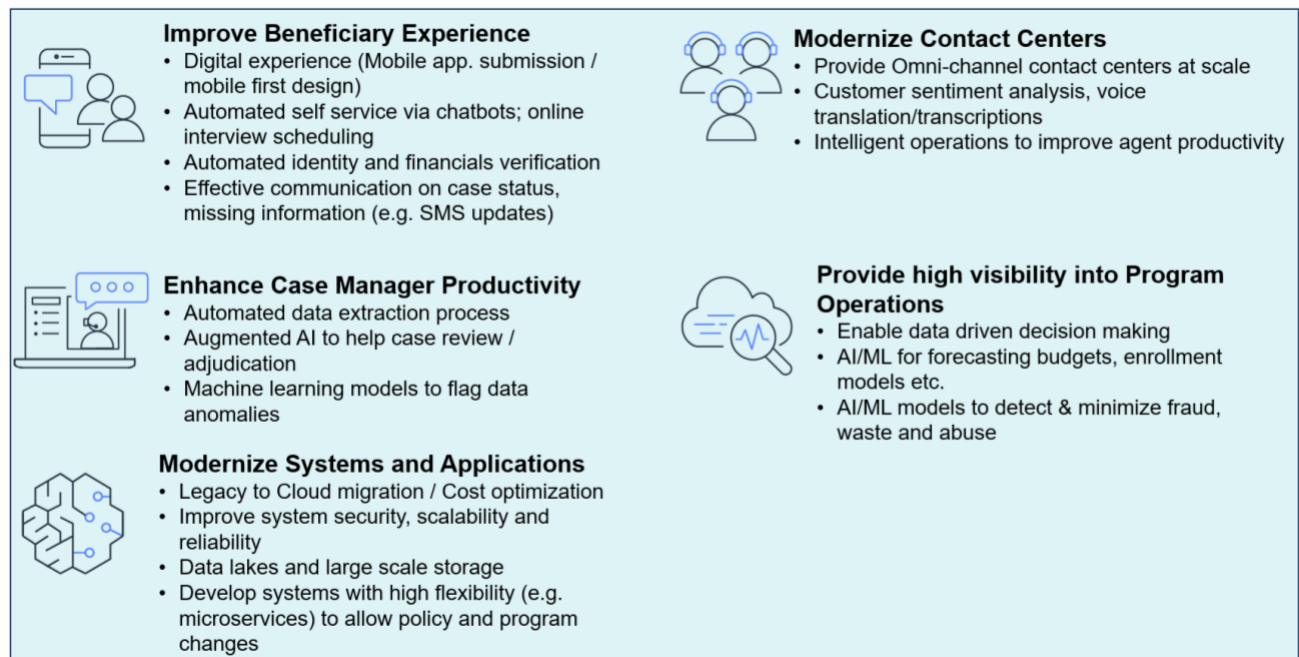 Improve Beneficiary Experience
• Digital experience (Mobile app. submission /
mobile first design)
• Automated self service via chatbots; online
interview scheduling
• Automated identity and financials verification
• Effective communication on case status,
missing information (e.g. SMS updates)
Enhance Case Manager Productivity
• Automated data extraction process
• Augmented AI to help case review /
adjudication
• Machine learning models to flag data
anomalies
Modernize Systems and Applications
• Legacy to Cloud migration / Cost optimization
• Improve system security, scalability and
reliability
• Data lakes and large scale storage
• Develop systems with high flexibility (e.g.
microservices) to allow policy and program
changes
Modernize Contact Centers
• Provide Omni-channel contact centers at scale
• Customer sentiment analysis, voice
translation/transcriptions
• Intelligent operations to improve agent productivity
Provide high visibility into Program
Operations
• Enable data driven decision making
• AI/ML for forecasting budgets, enrollment
models etc.
• AI/ML models to detect & minimize fraud,
waste and abuse